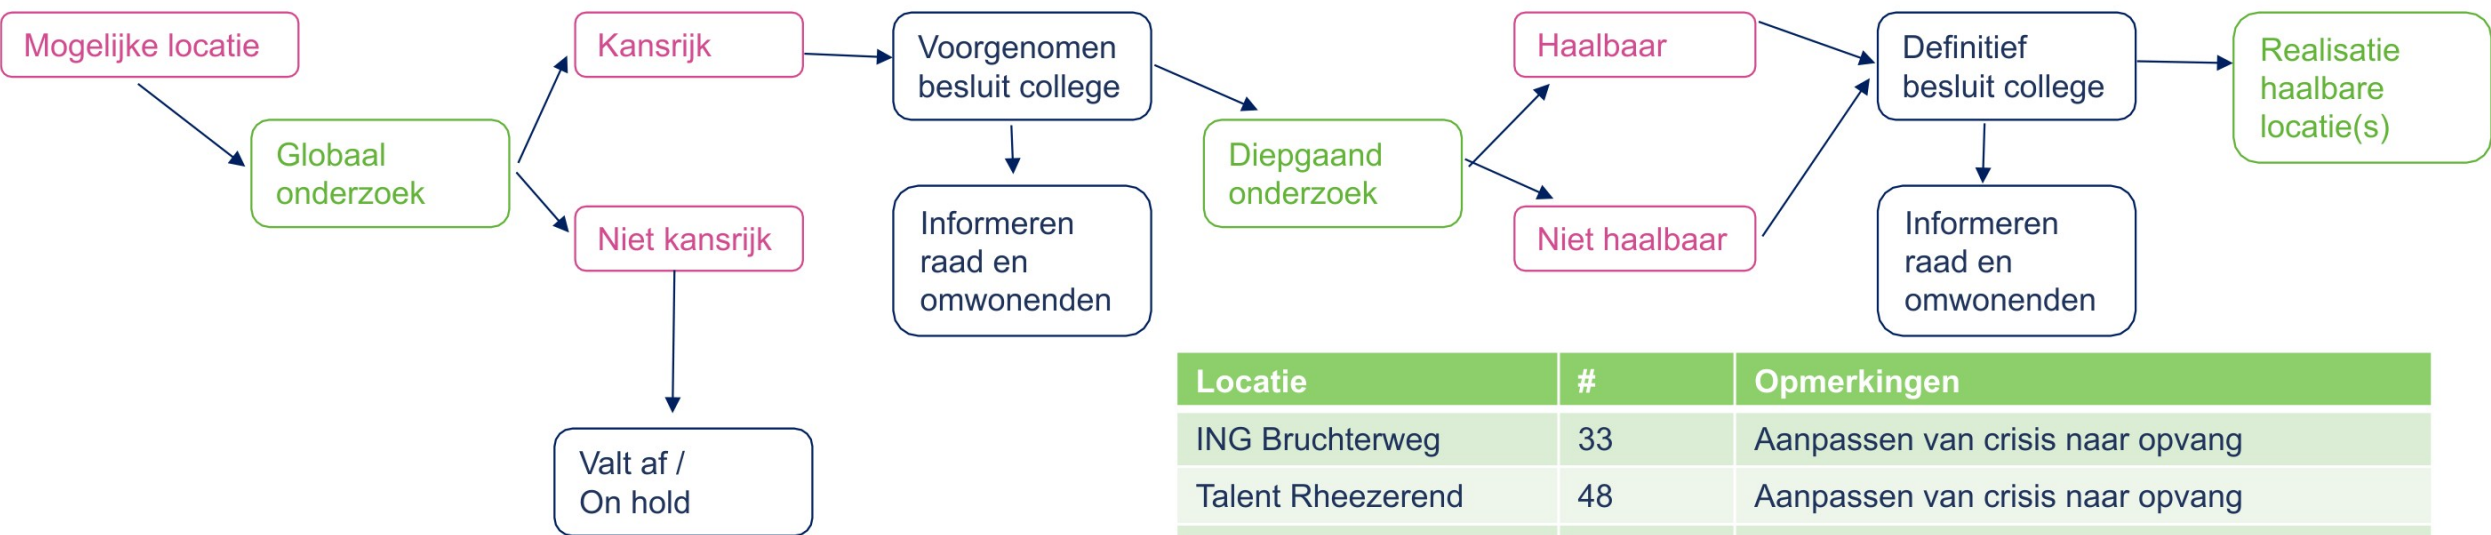 Mogelijke locatie
Globaal
onderzoek
Kansrijk
Niet kansrijk
Valt af /
On hold
Voorgenomen
besluit college
Informeren
raad en
omwonenden
Diepgaand
onderzoek
Haalbaar
Niet haalbaar
Definitief
besluit college
Informeren
raad en
omwonenden
Realisatie
haalbare
locatie(s)
Locatie # Opmerkingen
ING Bruchterweg 33 Aanpassen van crisis naar opvang
Talent Rheezerend 48 Aanpassen van crisis naar opvang